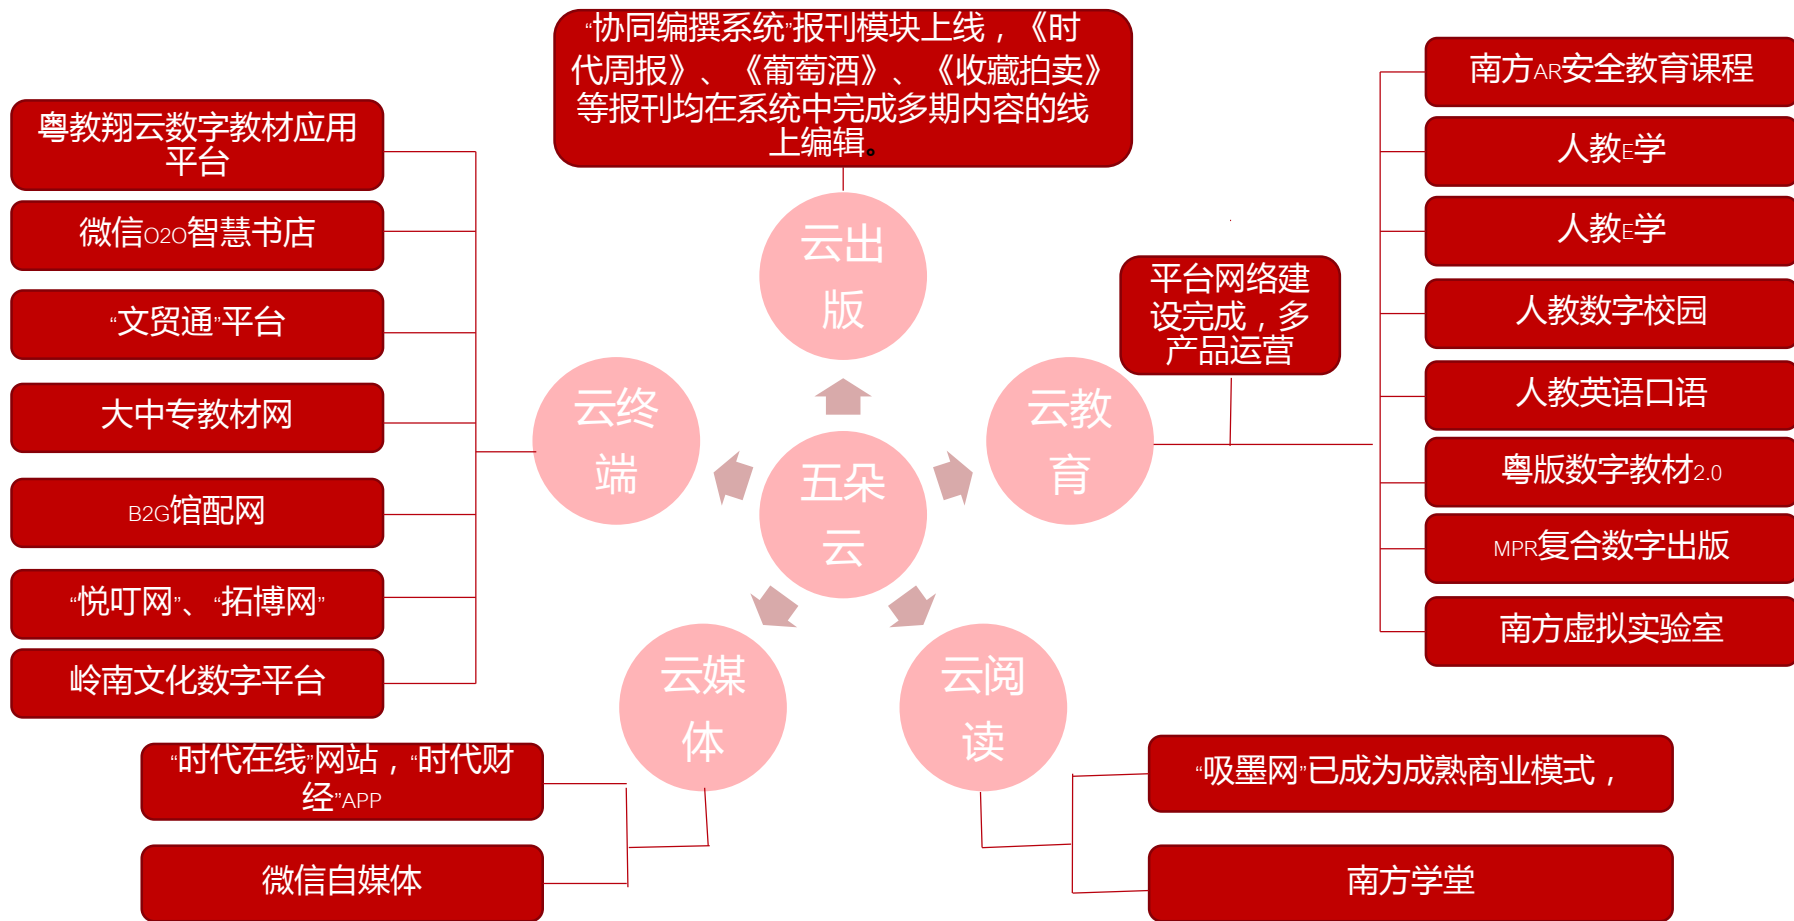 “协同编撰系统”报刊模块上线，《时
代周报》、《葡萄酒》、《收藏拍卖》
等报刊均在系统中完成多期内容的线
上编辑。
粤教翔云数字教材应用
平台
微信O2O智慧书店
“文贸通”平台
大中专教材网
B2G馆配网
“悦叮网”、“拓博网”
岭南文化数字平台
云出
版
云终
端
五朵
云
云教
育
云媒
体
云阅
读
平台网络建
设完成，多
产品运营
南方AR安全教育课程
人教E学
人教E学
人教数字校园
人教英语口语
粤版数字教材2.0
MPR复合数字出版
南方虚拟实验室
“时代在线”网站，“时代财
经”APP
微信自媒体
“吸墨网”已成为成熟商业模式，
南方学堂